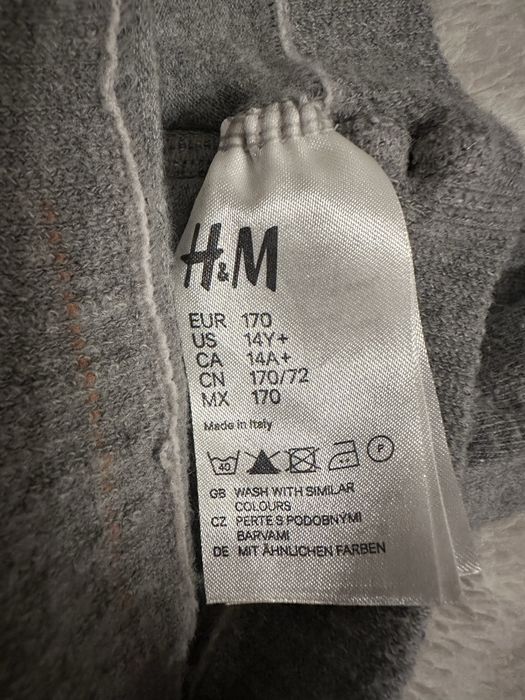 H&M
EUR 170
US 14Y+
CA 14A+
CN 170/72
MX 170
Made in Italy
40 P
GB WASH WITH SIMILAR
COLOURS
CZ PERTE S PODOBNÝMI
BARVAMI
DE MIT ÄHNLICHEN FARBEN